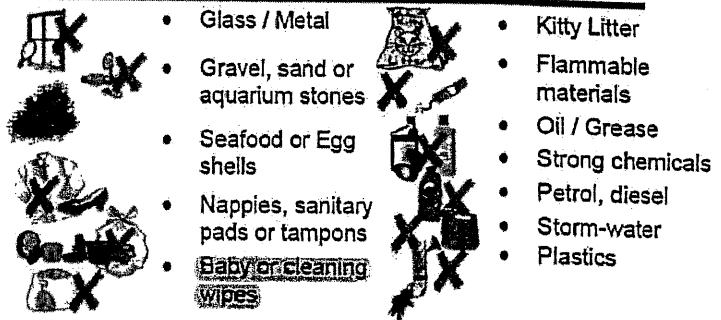 • Glass / Metal
• Gravel, sand or
aquarium stones
• Seafood or Egg
shells
• Nappies, sanitary
pads or tampons
• Baby or cleaning
wipes
• Kitty Litter
• Flammable
materials
• Oil / Grease
• Strong chemicals
• Petrol, diesel
• Storm-water
• Plastics